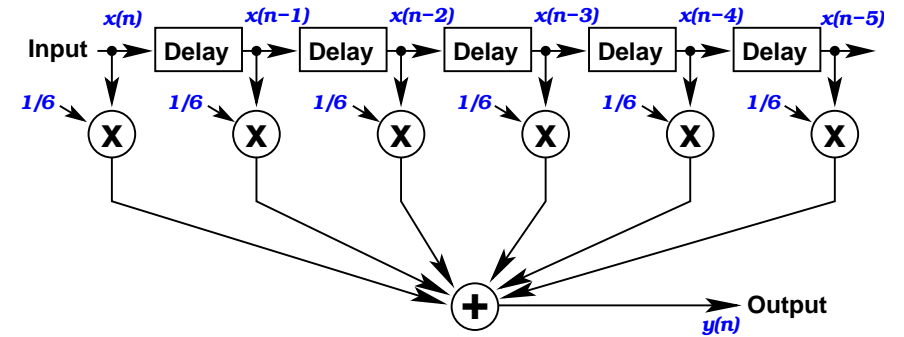 x(n) x(n−1) x(n−2) x(n−3) x(n−4) x(n−5)
Input Delay Delay Delay Delay Delay
1/6 1/6 1/6 1/6 1/6 1/6
X X X X X X
+ Output
y(n)